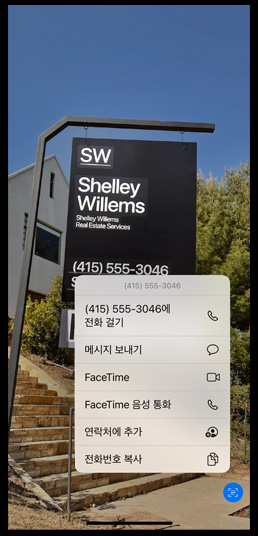 SW
Shelley
Willems
Shelley Willems
Real Estate Services
(415) 555-3046
(415) 555-3046
(415) 555-3046에
전화 걸기
메시지 보내기
FaceTime
FaceTime 음성 통화
연락처에 추가
전화번호 복사